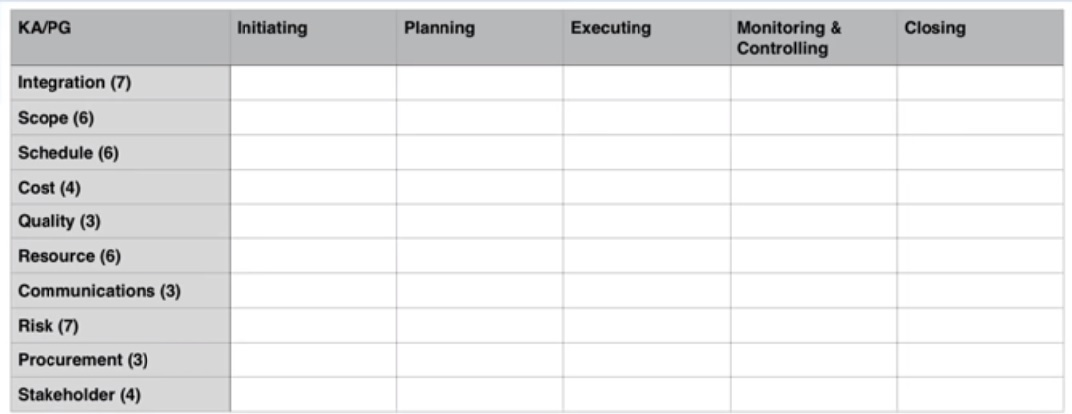 KA/PG Initiating Planning Executing Monitoring & Controlling Closing
Integration (7)
Scope (6)
Schedule (6)
Cost (4)
Quality (3)
Resource (6)
Communications (3)
Risk (7)
Procurement (3)
Stakeholder (4)